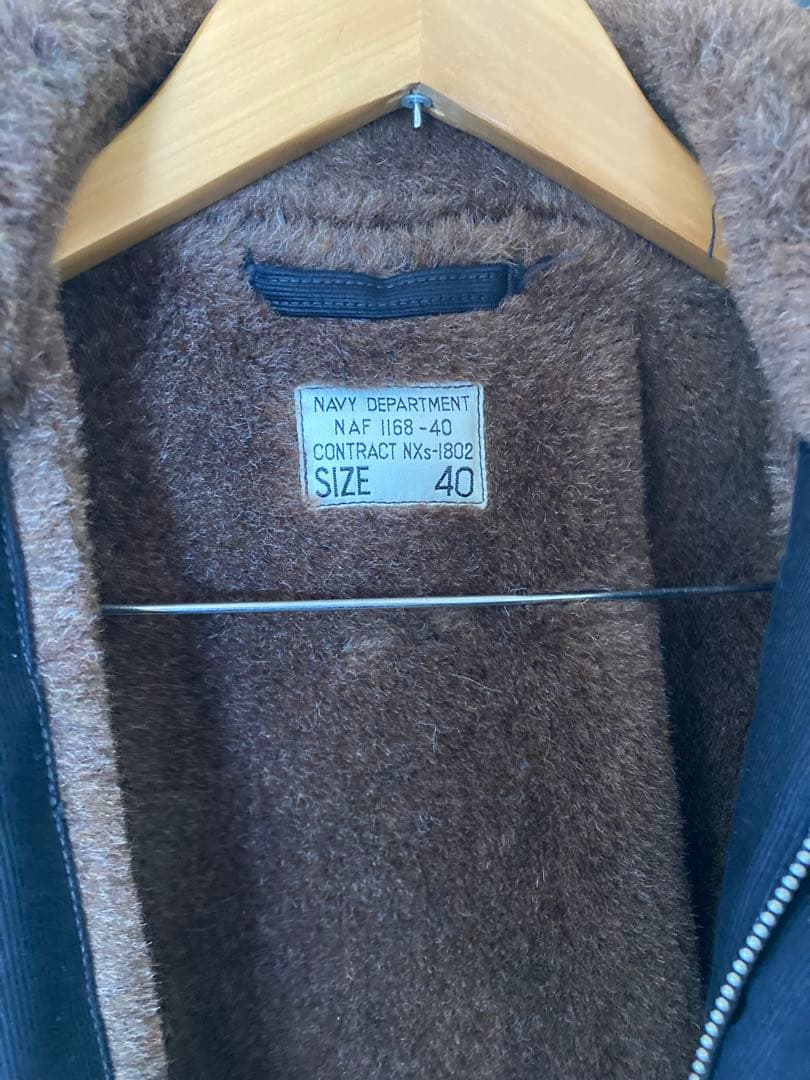 NAVY DEPARTMENT
NAF 1168-40
CONTRACT NXs-1802
SIZE 40